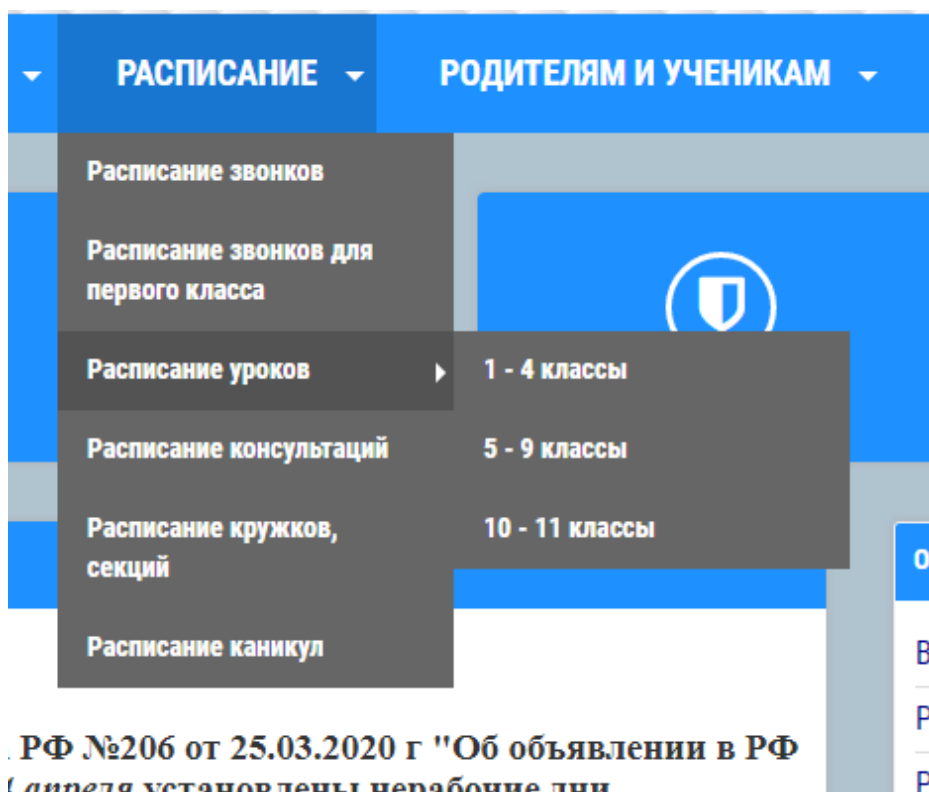 РАСПИСАНИЕ
РОДИТЕЛЯМ И УЧЕНИКАМ
Расписание звонков
Расписание звонков для
первого класса
Расписание уроков
1 - 4 классы
Расписание консультаций
5 - 9 классы
Расписание кружков,
секций
10 - 11 классы
Расписание каникул
РФ №206 от 25.03.2020 г "Об объявлении в РФ
апреля установлены нерабочие дни